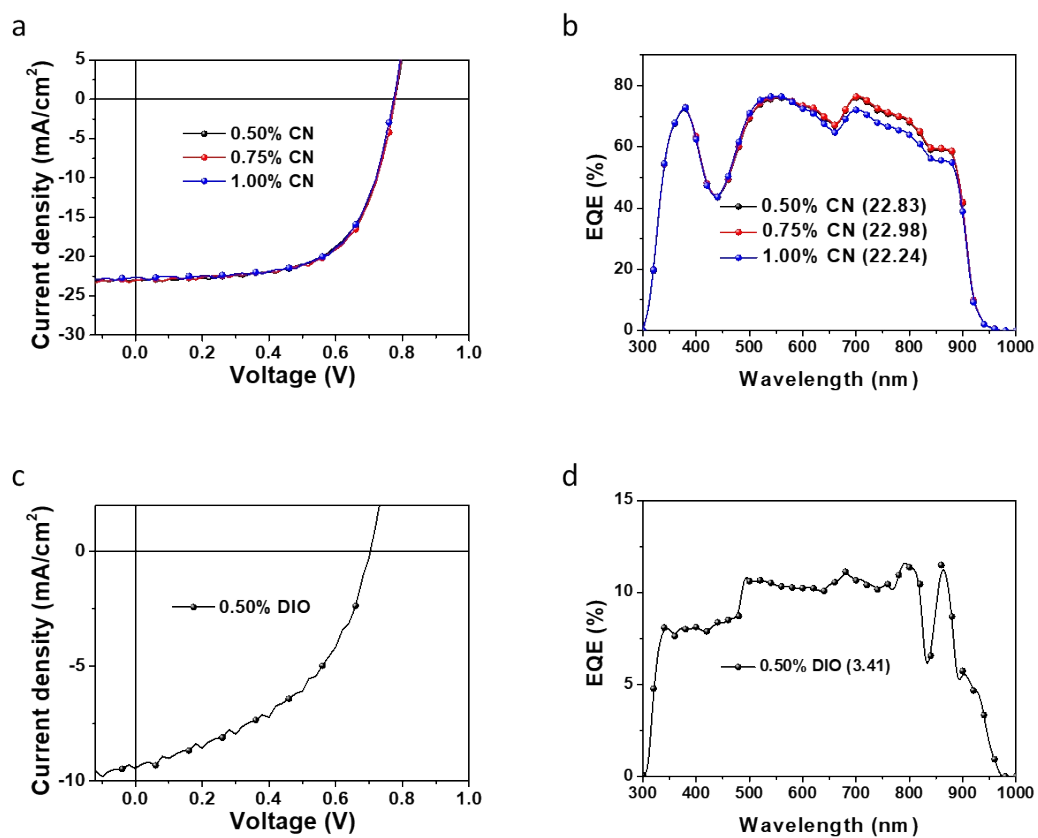 a
Current density (mA/cm²)
5
0
-5
-10
-15
-20
-25
-30
0.50% CN
0.75% CN
1.00% CN
0.0
0.2
0.4
0.6
0.8
1.0
Voltage (V)
b
EQE (%)
80
60
40
20
0
0.50% CN (22.83)
0.75% CN (22.98)
1.00% CN (22.24)
300
400
500
600
700
800
900
1000
Wavelength (nm)
c
Current density (mA/cm²)
0
-5
-10
0.50% DIO
0.0
0.2
0.4
0.6
0.8
1.0
Voltage (V)
d
EQE (%)
15
10
5
0
0.50% DIO (3.41)
300
400
500
600
700
800
900
1000
Wavelength (nm)